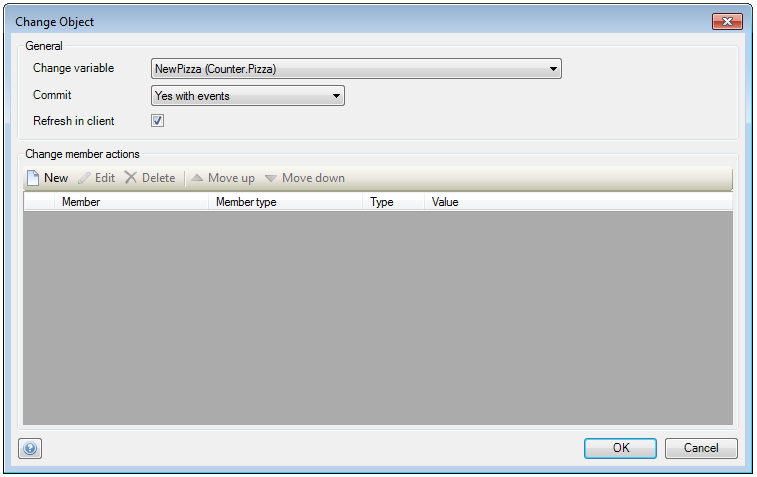 Change Object
General
Change variable NewPizza (Counter.Pizza)
Commit Yes with events
Refresh in client
Change member actions
New Edit Delete Move up Move down
Member Member type Type Value
OK Cancel